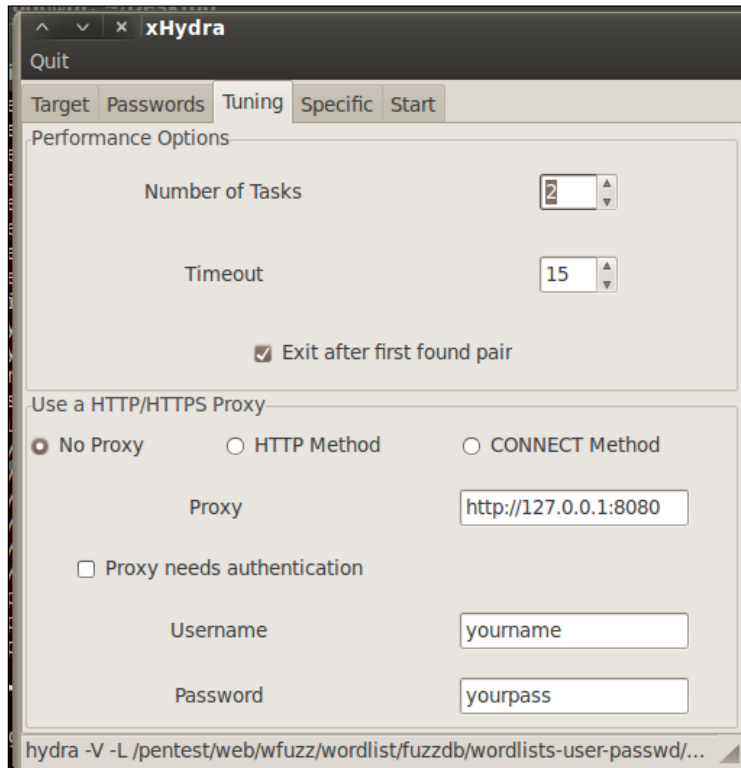 xHydra
Quit
Target Passwords Tuning Specific Start
Performance Options
Number of Tasks 2
Timeout 15
Exit after first found pair
Use a HTTP/HTTPS Proxy
No Proxy HTTP Method CONNECT Method
Proxy http://127.0.0.1:8080
Proxy needs authentication
Username yourname
Password yourpass
hydra -V -L /pentest/web/wfuzz/wordlist/fuzzdb/wordlists-user-passwd/...